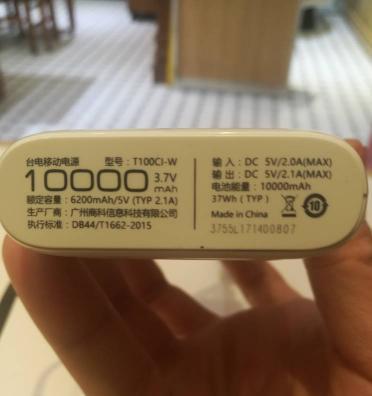 台电移动电源 型号：T100CJ-W
10000 3.7V mAh
额定容量：6200mAh/5V (TYP 2.1A)
生产厂商：广州商科信息科技有限公司
执行标准：DB44/T1662-2015
输 入：DC 5V/2.0A(MAX)
输 出：DC 5V/2.1A(MAX)
电池能量：10000mAh
37Wh ( TYP )
Made in China
10
3755L171400807